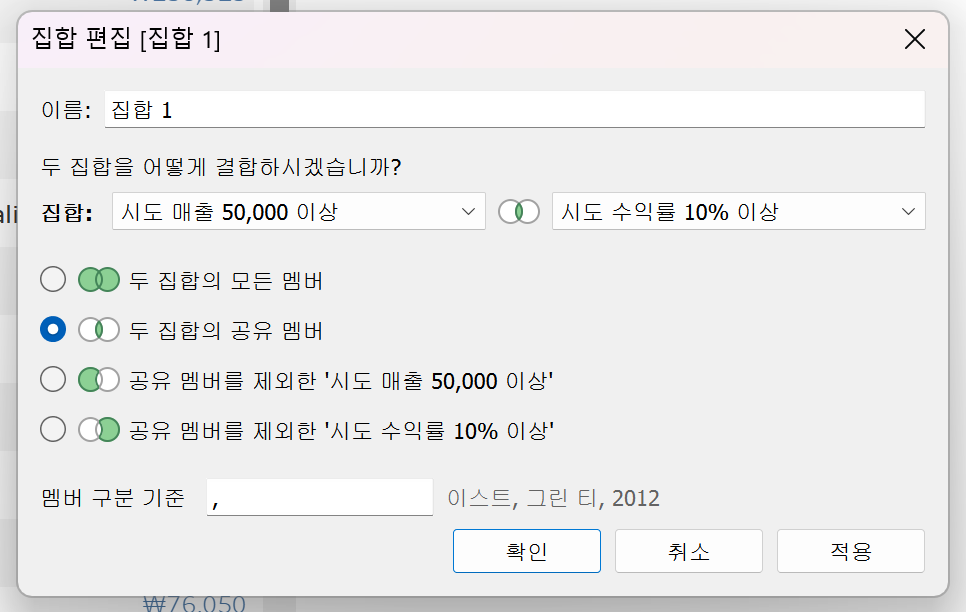 집합 편집 [집합 1]
이름: 집합 1
두 집합을 어떻게 결합하시겠습니까?
집합: 시도 매출 50,000 이상 시도 수익률 10% 이상
두 집합의 모든 멤버
두 집합의 공유 멤버
공유 멤버를 제외한 '시도 매출 50,000 이상'
공유 멤버를 제외한 '시도 수익률 10% 이상'
멤버 구분 기준 , 이스트, 그린 티, 2012
확인 취소 적용
₩76,050